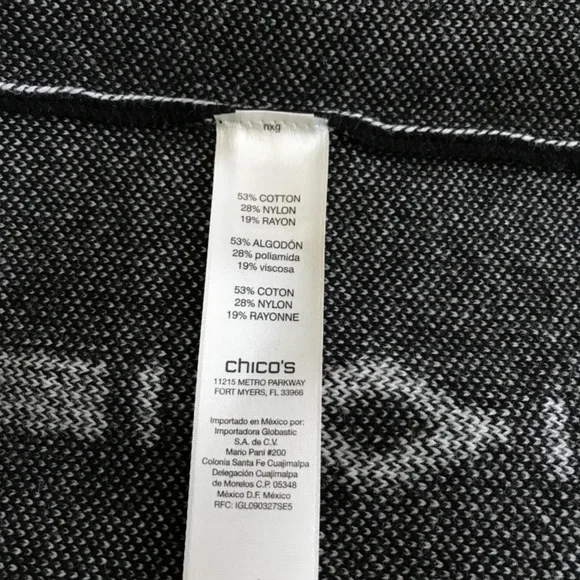 nxg
53% COTTON
28% NYLON
19% RAYON
53% ALGODÓN
28% poliamida
19% viscosa
53% COTON
28% NYLON
19% RAYONNE
chico's
11215 METRO PARKWAY
FORT MYERS, FL 33966
Importado en México por:
Importadora Globastic
S.A. de C.V.
Mario Pani #200
Colonia Santa Fe Cuajimalpa
Delegación Cuajimalpa
de Morelos C.P. 05348
México D.F. México
RFC: IGL090327SE5